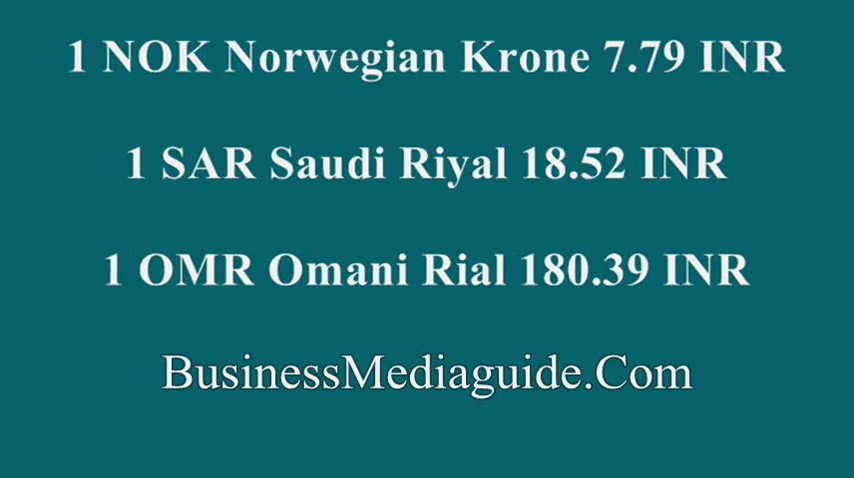 1 NOK Norwegian Krone 7.79 INR
1 SAR Saudi Riyal 18.52 INR
1 OMR Omani Rial 180.39 INR
BusinessMediaguide.Com